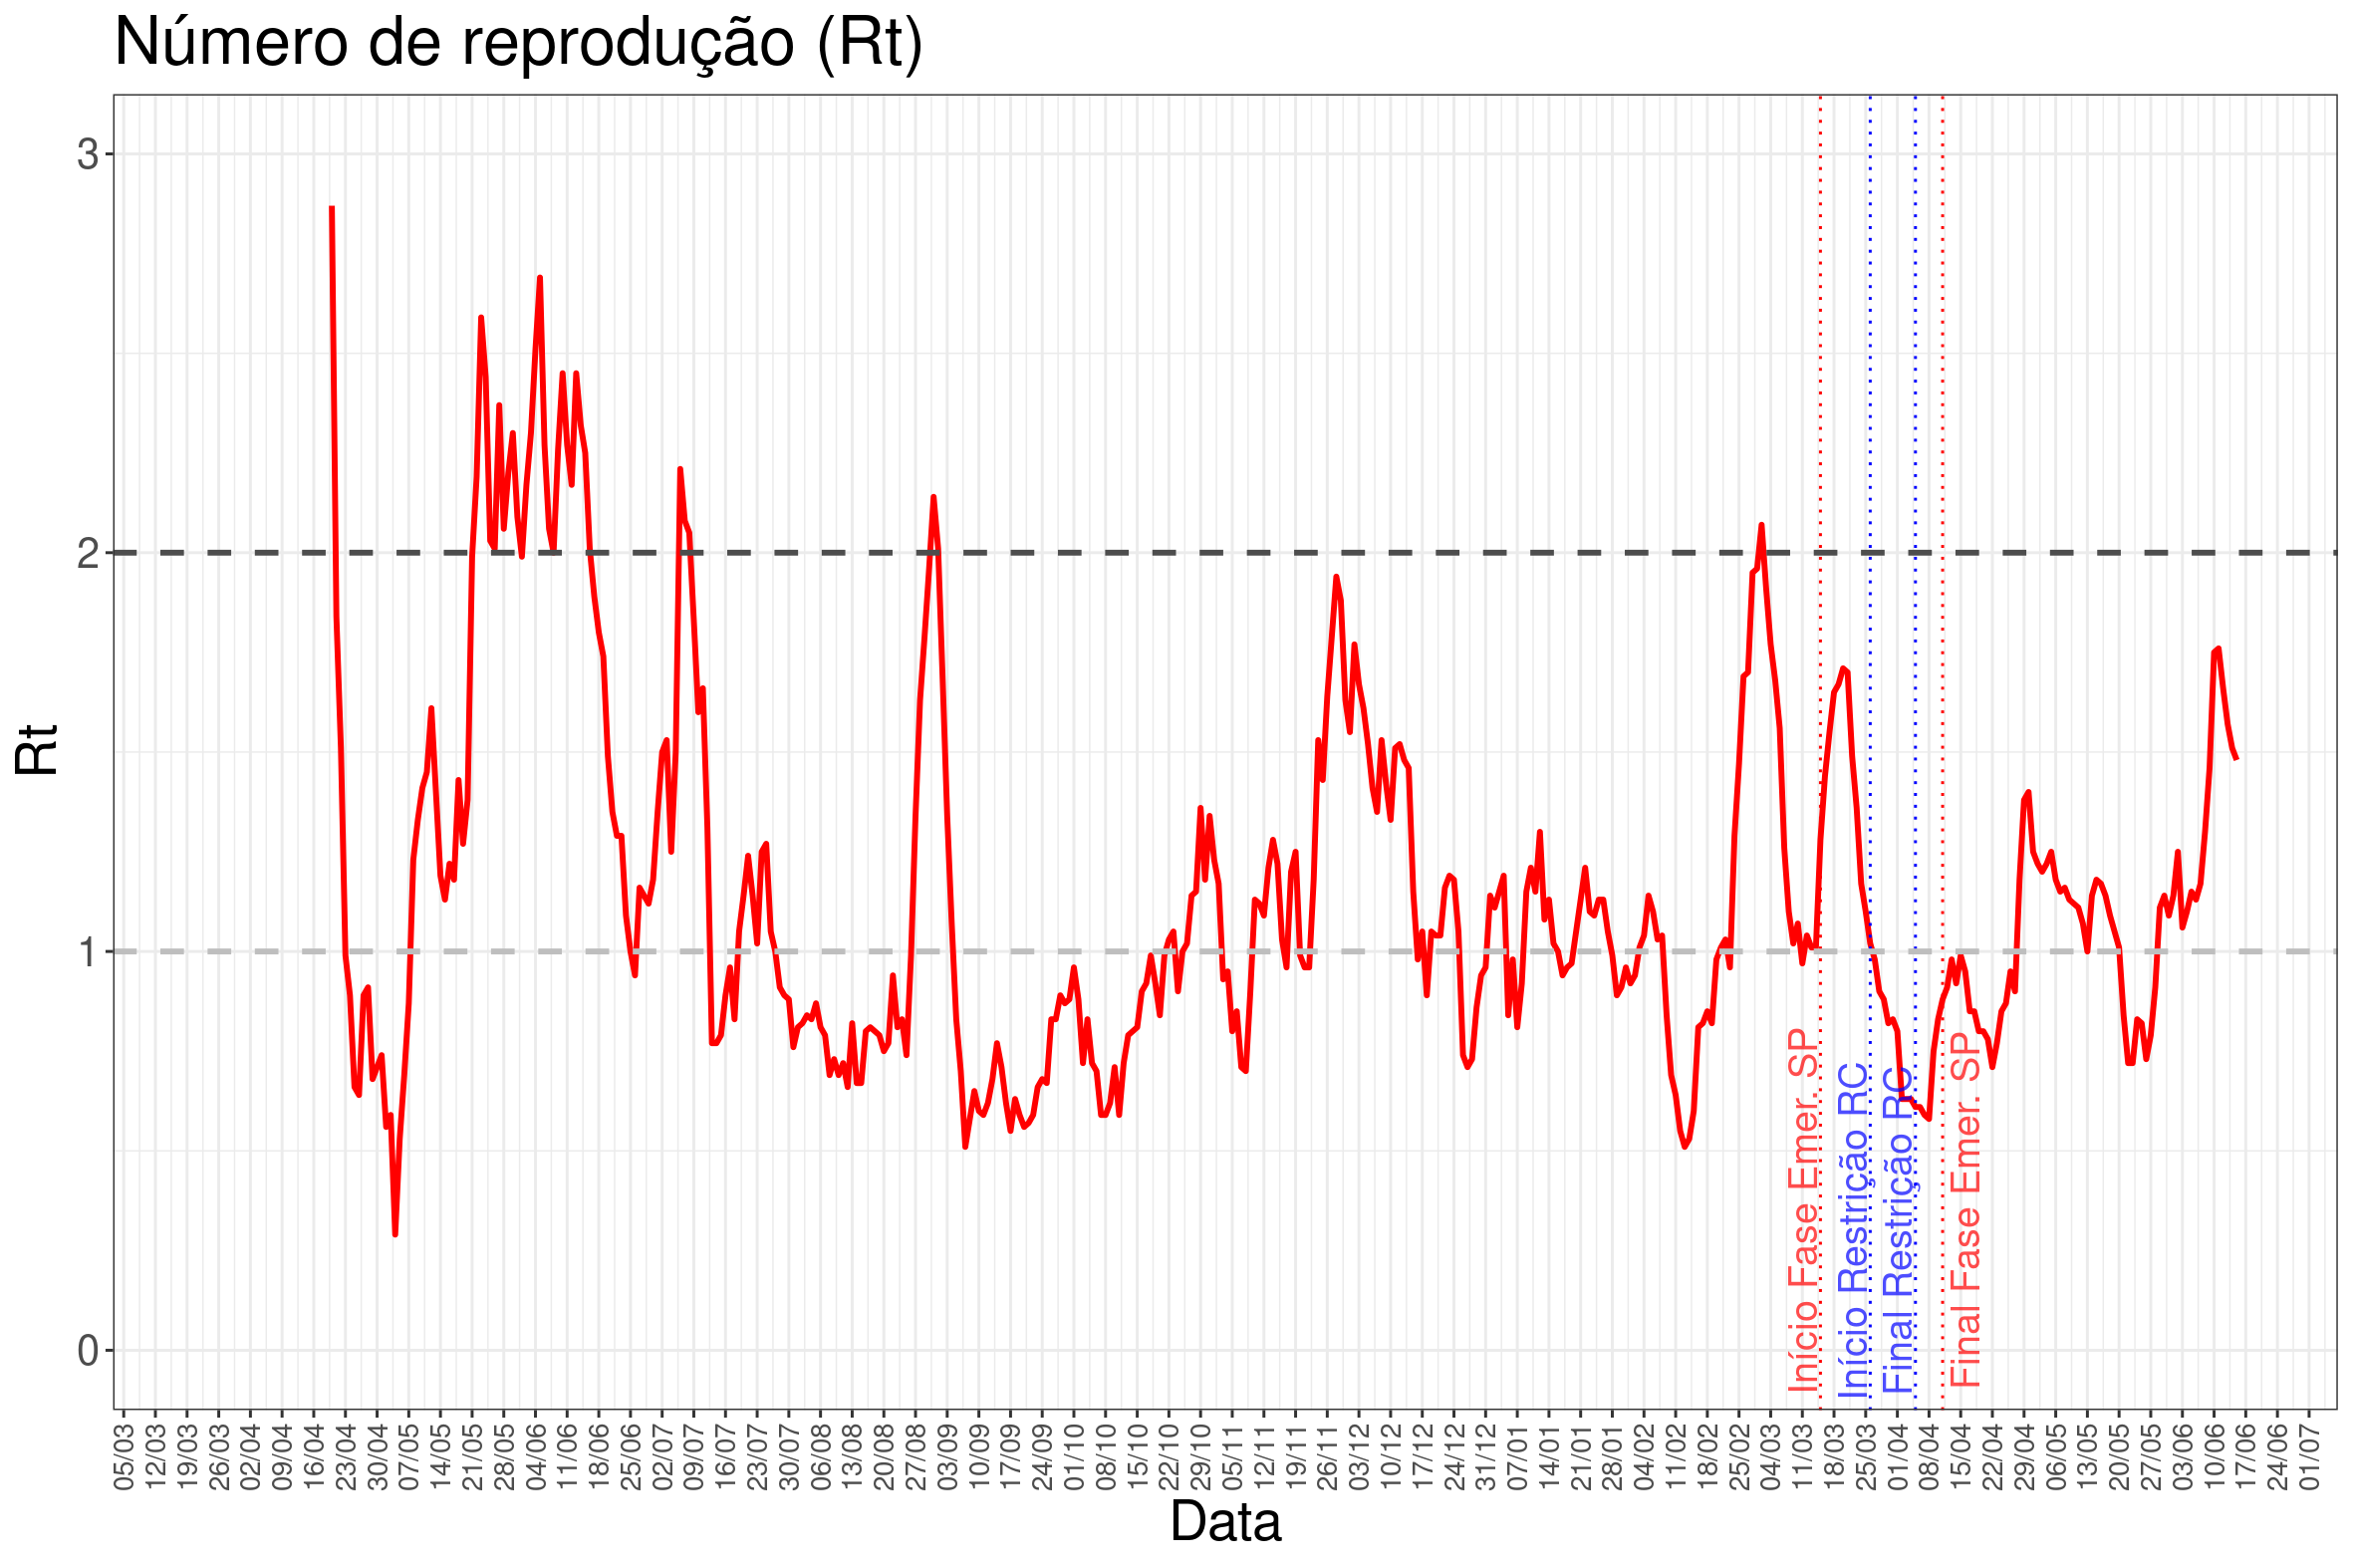 Número de reprodução (Rt)
Rt
3
2
1
0
Início Fase Emer. SP
Início Restrição RC
Final Restrição RC
Final Fase Emer. SP
05/03 12/03 19/03 26/03 02/04 09/04 16/04 23/04 30/04 07/05 14/05 21/05 28/05 04/06 11/06 18/06 25/06 02/07 09/07 16/07 23/07 30/07 06/08 13/08 20/08 27/08 03/09 10/09 17/09 24/09 01/10 08/10 15/10 22/10 29/10 05/11 12/11 19/11 26/11 03/12 10/12 17/12 24/12 31/12 07/01 14/01 21/01 28/01 04/02 11/02 18/02 25/02 04/03 11/03 18/03 25/03 01/04 08/04 15/04 22/04 29/04 06/05 13/05 20/05 27/05 03/06 10/06 17/06 24/06 01/07
Data